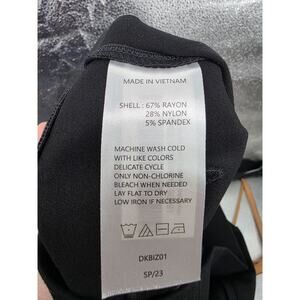 MADE IN VIETNAM
SHELL : 67% RAYON
28% NYLON
5% SPANDEX
MACHINE WASH COLD
WITH LIKE COLORS
DELICATE CYCLE
ONLY NON-CHLORINE
BLEACH WHEN NEEDED
LAY FLAT TO DRY
LOW IRON IF NECESSARY
DKBIZ01
SP/23